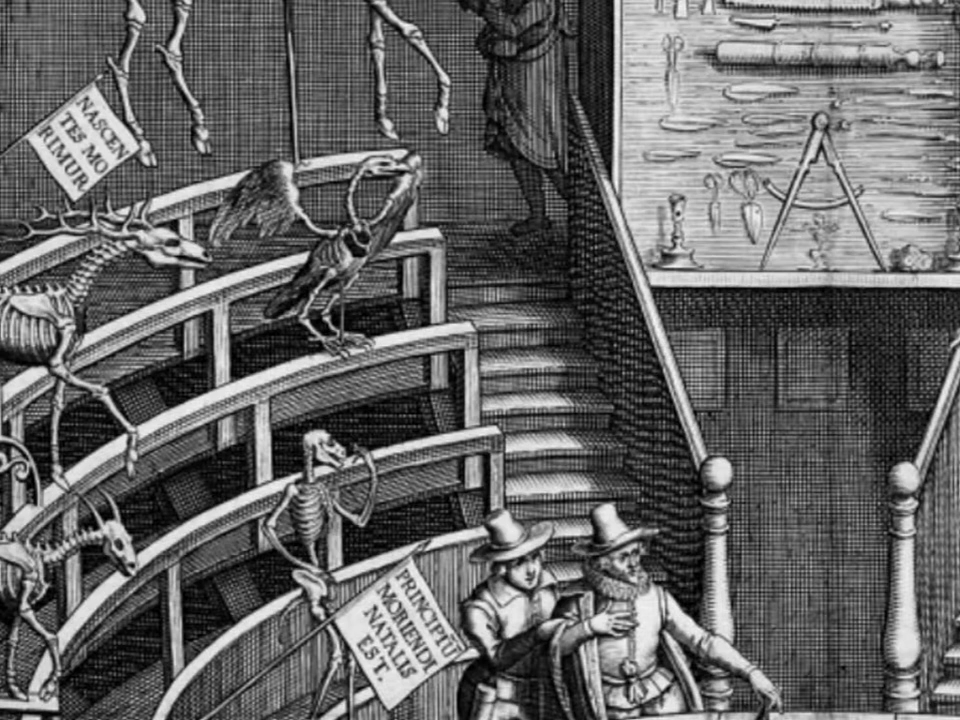 NASCEN
TES MO
RIMUR
PRINCIPIŨ
MORIENDI
NATALIS
EST.